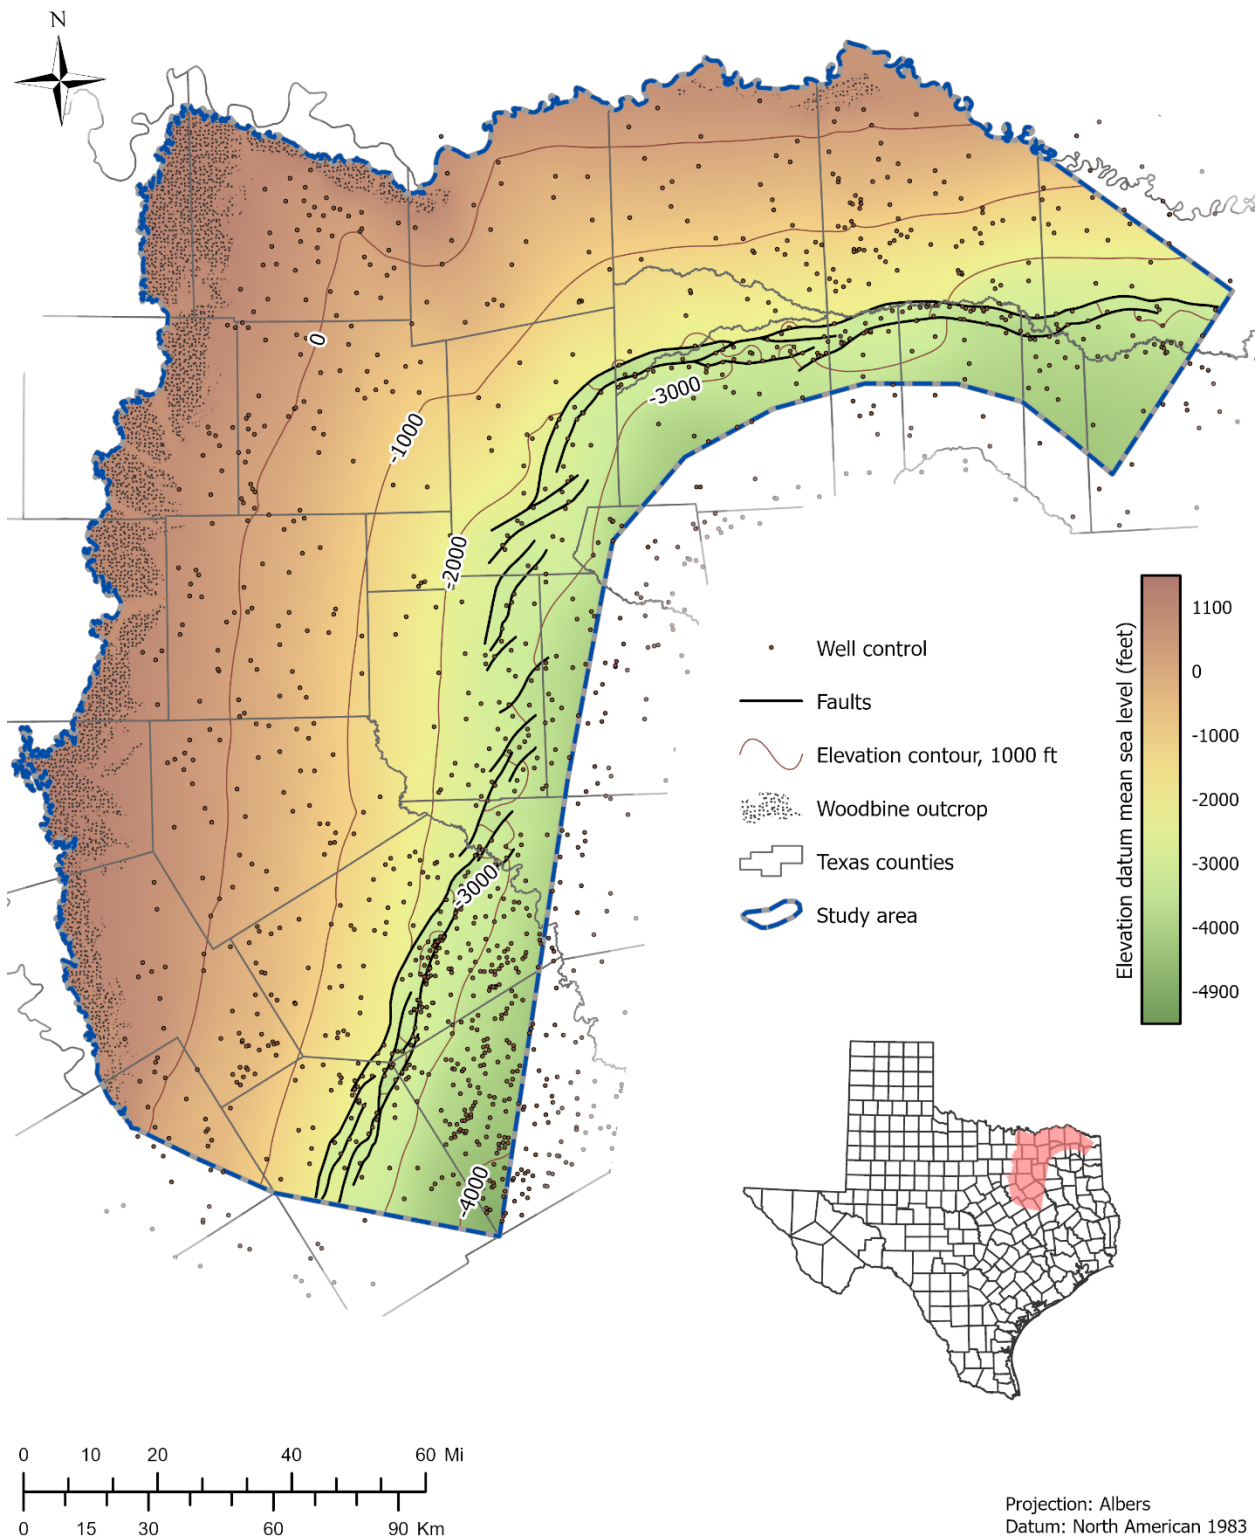 N
0
-1000
-3000
-2000
-3000
-4000
Well control
Faults
Elevation contour, 1000 ft
Woodbine outcrop
Texas counties
Study area
Elevation datum mean sea level (feet)
1100
0
-1000
-2000
-3000
-4000
-4900
0 10 20 40 60 Mi
0 15 30 60 90 Km
Projection: Albers
Datum: North American 1983